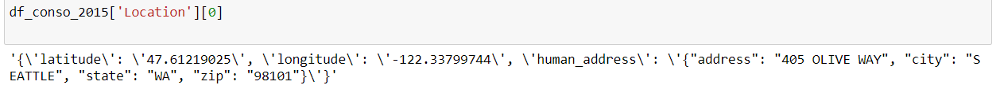 df_conso_2015['Location'][0]
'{\'latitude\': \'47.61219025\', \'longitude\': \'-122.33799744\', \'human_address\': \'{"address": "405 OLIVE WAY", "city": "S
EATTLE", "state": "WA", "zip": "98101"}\'}'